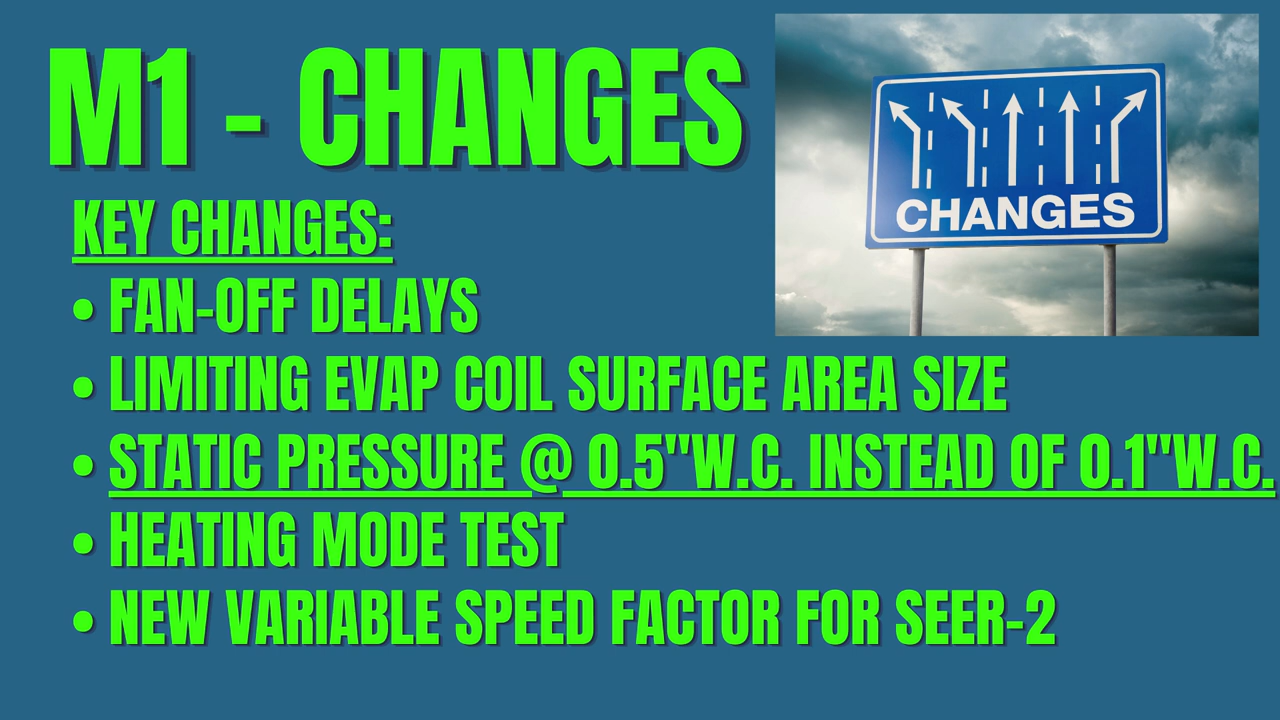 M1 - CHANGES
CHANGES
KEY CHANGES:
• FAN-OFF DELAYS
• LIMITING EVAP COIL SURFACE AREA SIZE
• STATIC PRESSURE @ 0.5"W.C. INSTEAD OF 0.1"W.C.
• HEATING MODE TEST
• NEW VARIABLE SPEED FACTOR FOR SEER-2